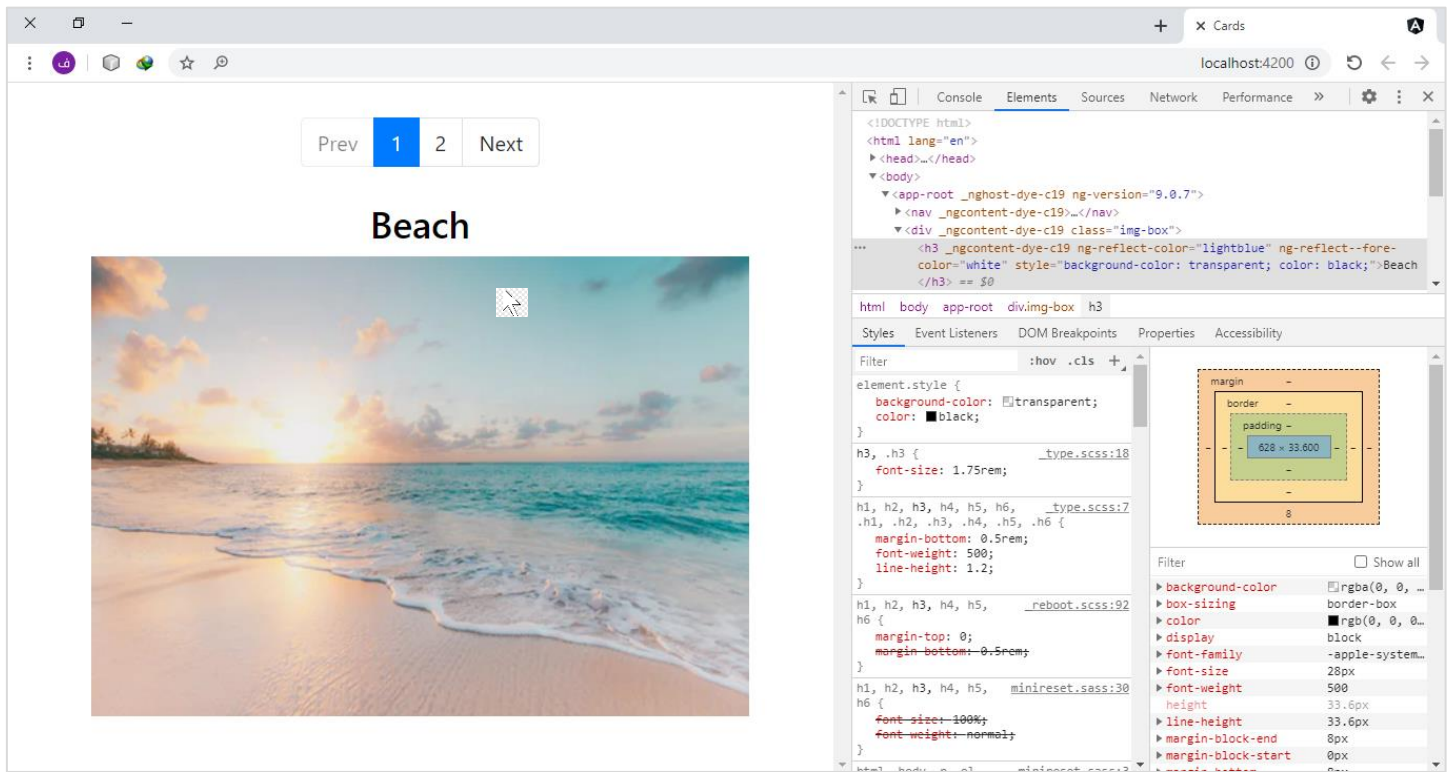 Cards
localhost:4200
ف
Prev 1 2 Next
Beach
Console Elements Sources Network Performance »
<!DOCTYPE html>
<html lang="en">
▶<head>…</head>
▼<body>
▼<app-root _nghost-dye-c19 ng-version="9.0.7">
▶<nav _ngcontent-dye-c19>…</nav>
▼<div _ngcontent-dye-c19 class="img-box">
<h3 _ngcontent-dye-c19 ng-reflect-color="lightblue" ng-reflect--fore-
color="white" style="background-color: transparent; color: black;">Beach
</h3> == $0
html body app-root div.img-box h3
Styles Event Listeners DOM Breakpoints Properties Accessibility
Filter :hov .cls +
element.style {
background-color: transparent;
color: black;
}
h3, .h3 { _type.scss:18
font-size: 1.75rem;
}
h1, h2, h3, h4, h5, h6, _type.scss:7
.h1, .h2, .h3, .h4, .h5, .h6 {
margin-bottom: 0.5rem;
font-weight: 500;
line-height: 1.2;
}
h1, h2, h3, h4, h5, _reboot.scss:92
h6 {
margin-top: 0;
margin-bottom: 0.5rem;
}
h1, h2, h3, h4, h5, minireset.sass:30
h6 {
font-size: 100%;
font-weight: normal;
}
margin –
border –
padding –
– – – 628 × 33.600 – – –
–
–
8
Filter Show all
▶background-color rgba(0, 0, …
▶box-sizing border-box
▶color rgb(0, 0, 0…
▶display block
▶font-family -apple-system…
▶font-size 28px
▶font-weight 500
height 33.6px
▶line-height 33.6px
▶margin-block-end 8px
▶margin-block-start 0px